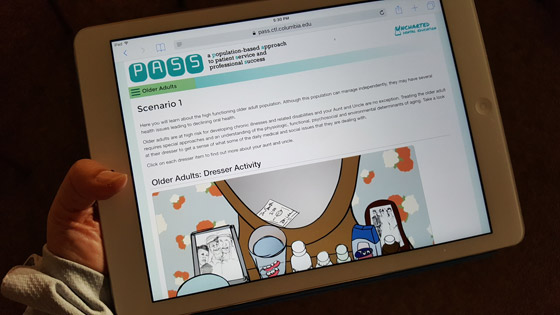 iPad
9:30 PM
pass.ctl.columbia.edu
PASS
a population-based approach
to patient service and
professional success
UNCHARTED
DENTAL EDUCATION
Older Adults
Scenario 1
Here you will learn about the high functioning older adult population. Although this population can manage independently, they may have several
health issues leading to declining oral health.
Older adults are at high risk for developing chronic diseases and related disabilities and your Aunt and Uncle are no exception. Treating the older adult
requires special approaches and an understanding of the physiologic, functional, psychosocial and environmental determinants of aging. Take a look
at their dresser to get a sense of what some of the daily medical and social issues that they are dealing with.
Click on each dresser item to find out more about your aunt and uncle.
Older Adults: Dresser Activity